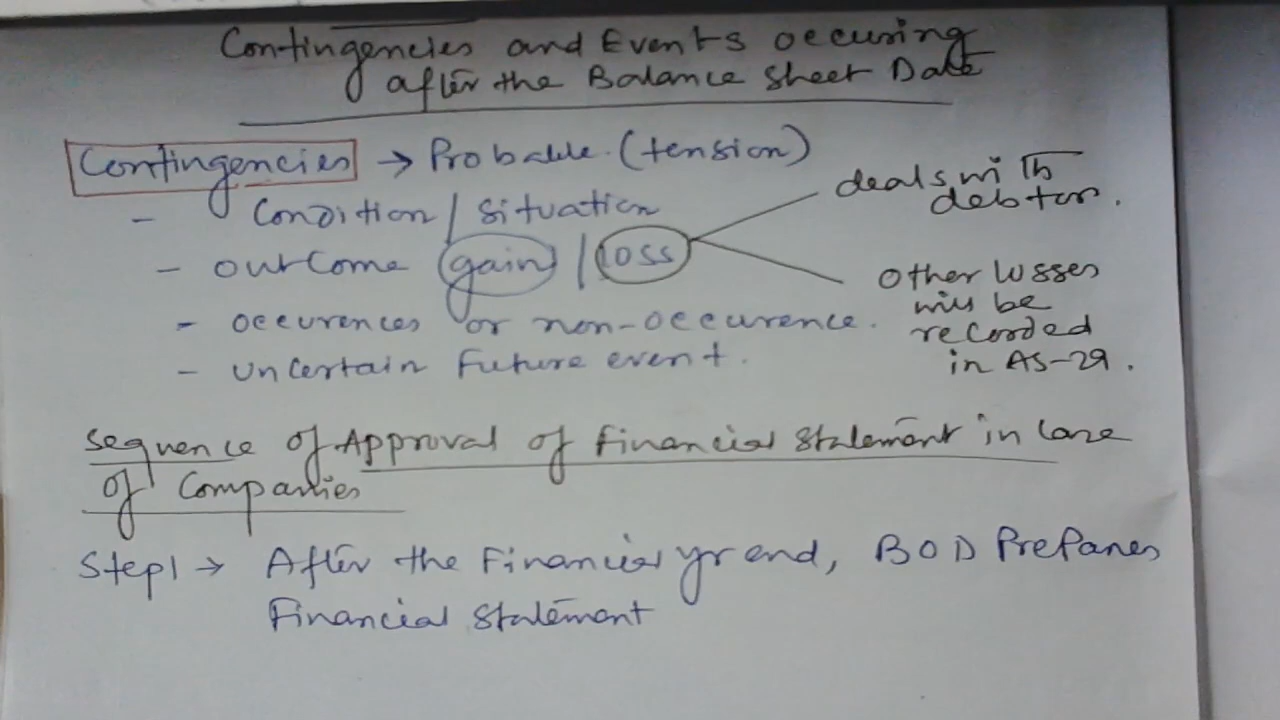 Contingencies and Events occuring
after the Balance Sheet Date
Contingencies → Probable. (tension)
- Condition / situation
- outcome gain / loss
deals with
debtors.
- occurences or non-occurence.
- uncertain Future event.
Other losses
will be
recorded
in AS-29.
Sequence of Approval of Financial Statement in case
of Companies
Step1 → After the Financial yr end, BOD Prepares
Financial Statement